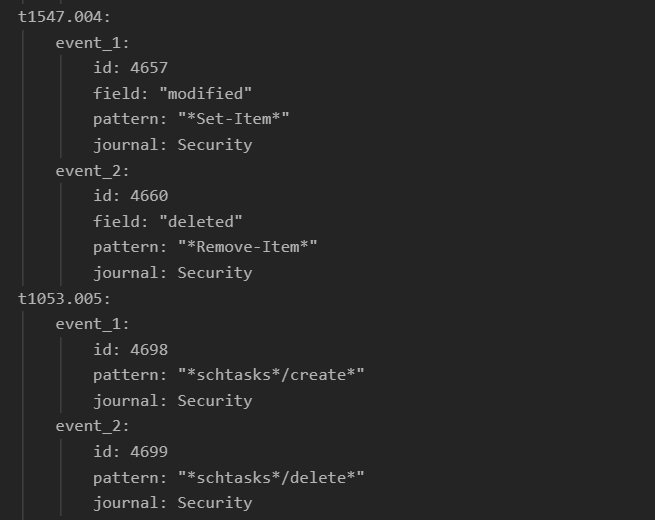 t1547.004:
event_1:
id: 4657
field: "modified"
pattern: "*Set-Item*"
journal: Security
event_2:
id: 4660
field: "deleted"
pattern: "*Remove-Item*"
journal: Security
t1053.005:
event_1:
id: 4698
pattern: "*schtasks*/create*"
journal: Security
event_2:
id: 4699
pattern: "*schtasks*/delete*"
journal: Security